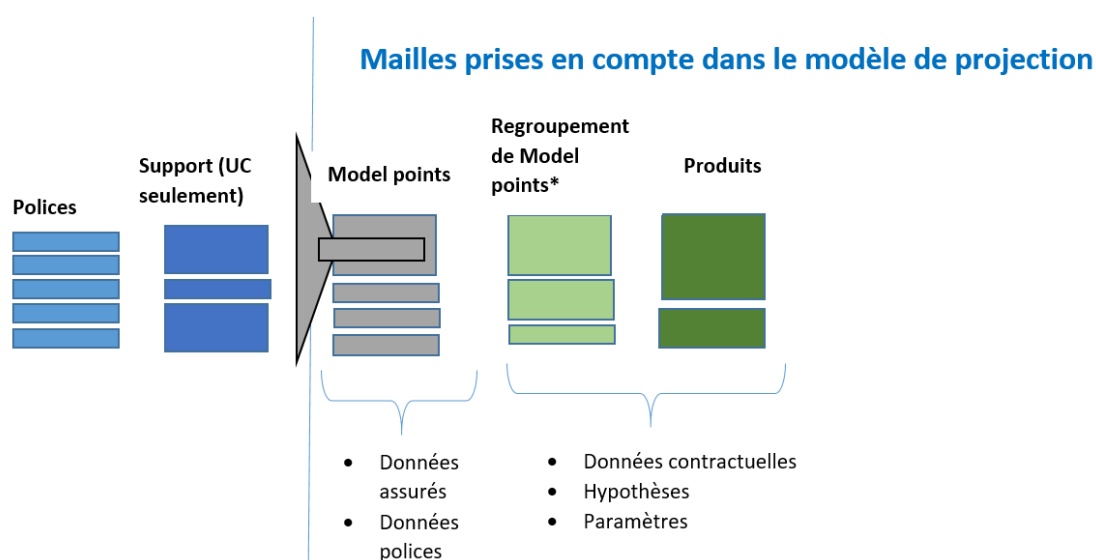 Mailles prises en compte dans le modèle de projection
Polices
Support (UC
seulement)
Model points
Regroupement
de Model
points*
Produits
• Données
assurés
• Données
polices
• Données contractuelles
• Hypothèses
• Paramètres